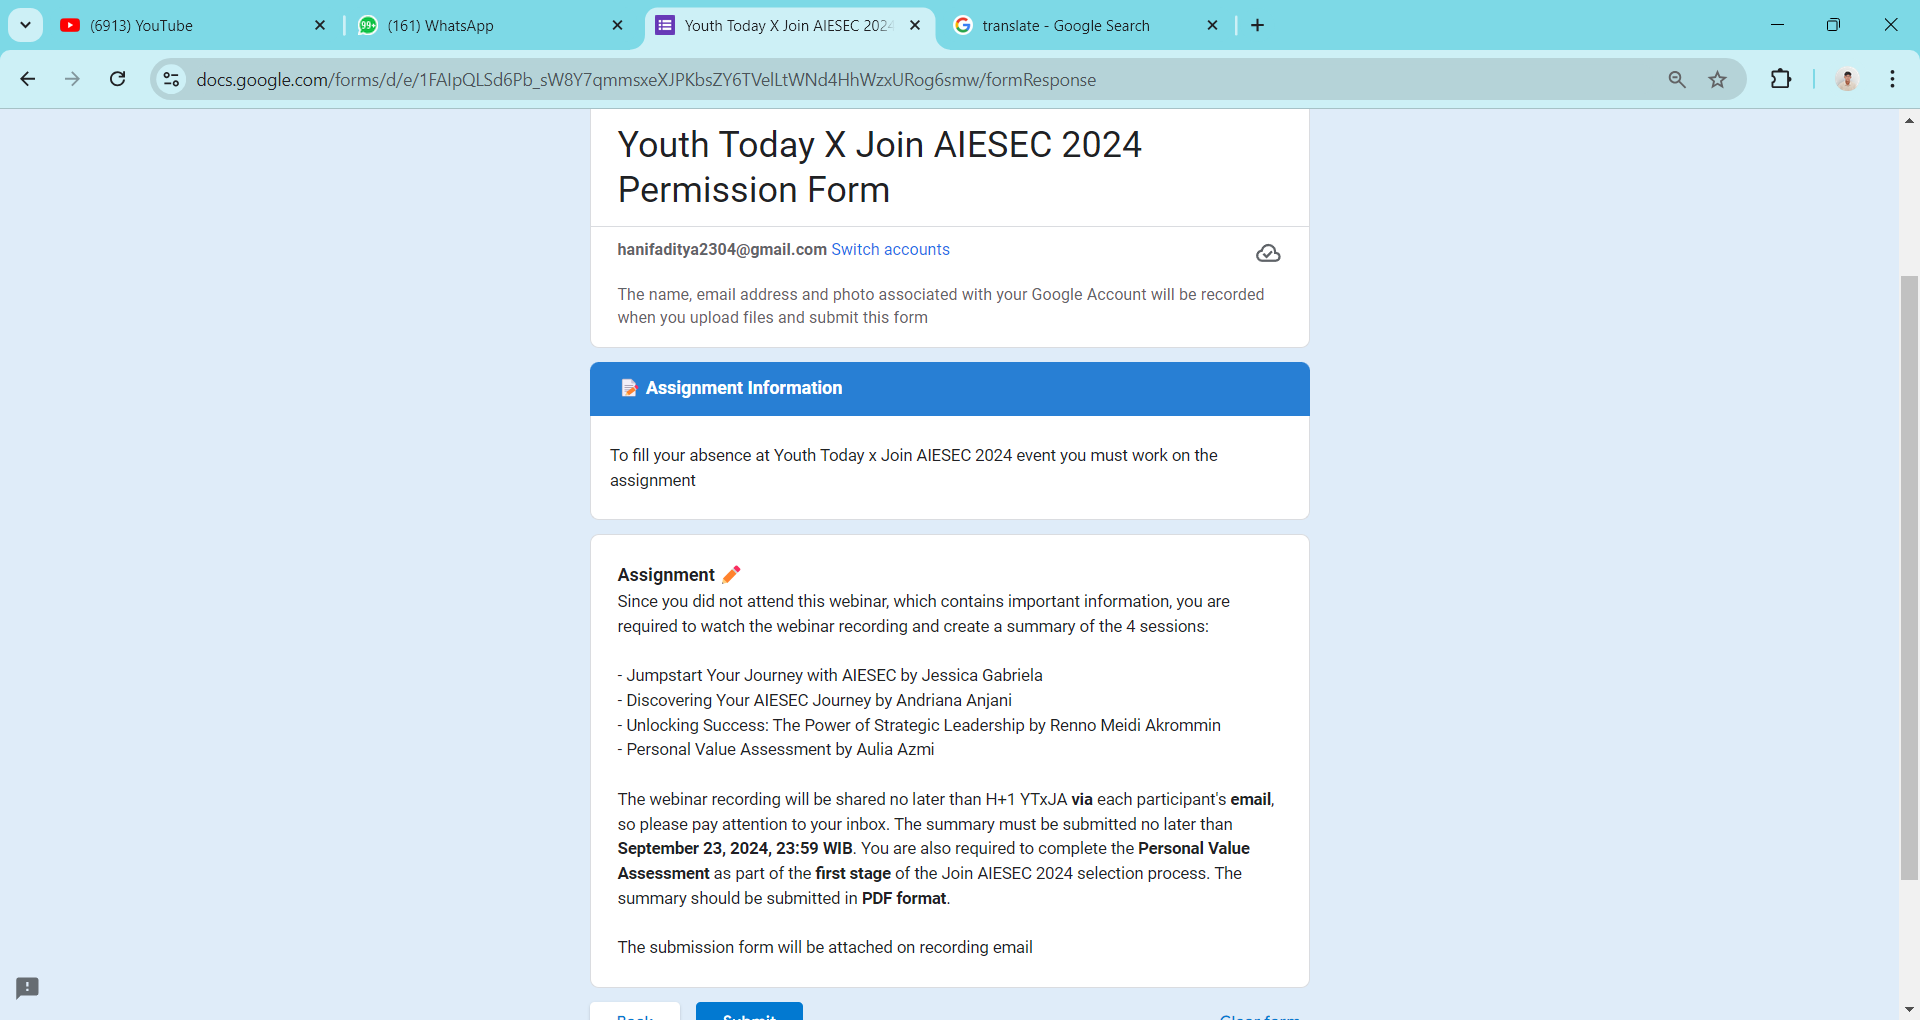 (6913) YouTube
99+
(161) WhatsApp
Youth Today X Join AIESEC 2024
translate - Google Search
docs.google.com/forms/d/e/1FAIpQLSd6Pb_sW8Y7qmmsxeXJPKbsZY6TVelLtWNd4HhWzxURog6smw/formResponse
Youth Today X Join AIESEC 2024
Permission Form
hanifaditya2304@gmail.com Switch accounts
The name, email address and photo associated with your Google Account will be recorded
when you upload files and submit this form
📝 Assignment Information
To fill your absence at Youth Today x Join AIESEC 2024 event you must work on the
assignment
Assignment ✏️
Since you did not attend this webinar, which contains important information, you are
required to watch the webinar recording and create a summary of the 4 sessions:
- Jumpstart Your Journey with AIESEC by Jessica Gabriela
- Discovering Your AIESEC Journey by Andriana Anjani
- Unlocking Success: The Power of Strategic Leadership by Renno Meidi Akrommin
- Personal Value Assessment by Aulia Azmi
The webinar recording will be shared no later than H+1 YTxJA via each participant's email,
so please pay attention to your inbox. The summary must be submitted no later than
September 23, 2024, 23:59 WIB. You are also required to complete the Personal Value
Assessment as part of the first stage of the Join AIESEC 2024 selection process. The
summary should be submitted in PDF format.
The submission form will be attached on recording email
Back Submit Clear form